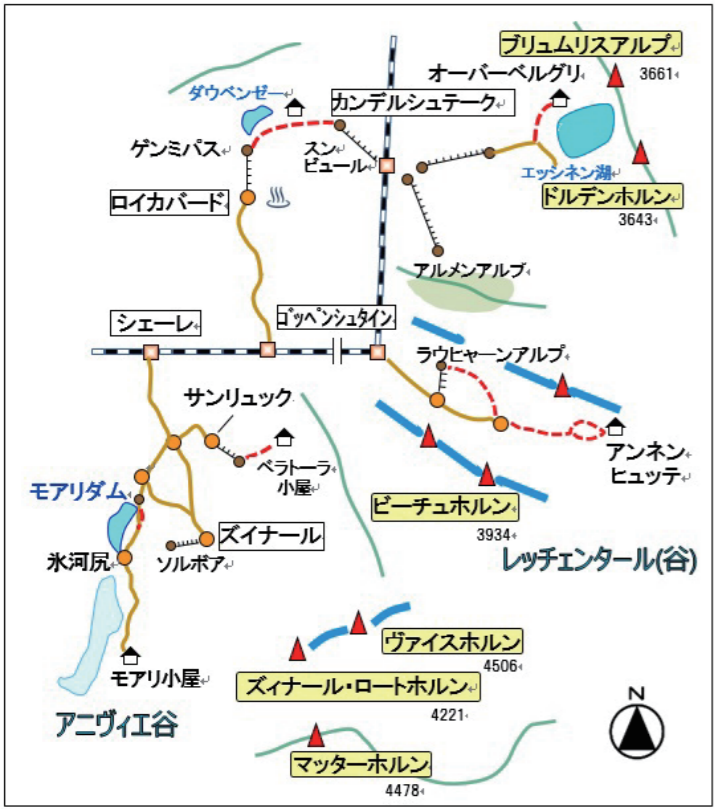 ブリュムリスアルプ
3661
オーバーベルグリ
ダウベンゼー
カンデルシュテーク
ゲンミパス
スン
ビュール
エッシネン湖
ロイカバード
ドルデンホルン
3643
アルメンアルブ
シェーレ
ゴッペンシュタイン
ラウヒャーンアルプ
サンリュック
アンネン
ヒュッテ
ベラトーラ
小屋
モアリダム
ビーチュホルン
3934
ズイナール
氷河尻
ソルボア
レッチェンタール(谷)
ヴァイスホルン
4506
モアリ小屋
ズィナール・ロートホルン
4221
アニヴィエ谷
N
マッターホルン
4478